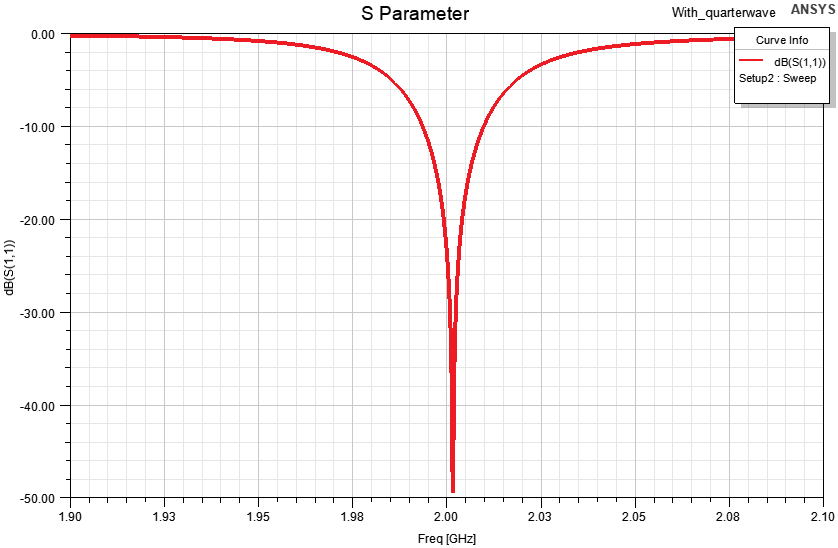 S Parameter
With_quarterwave
ANSYS
Curve Info
dB(S(1,1))
Setup2 : Sweep
0.00
-10.00
-20.00
-30.00
-40.00
-50.00
dB(S(1,1))
1.90
1.93
1.95
1.98
2.00
2.03
2.05
2.08
2.10
Freq [GHz]